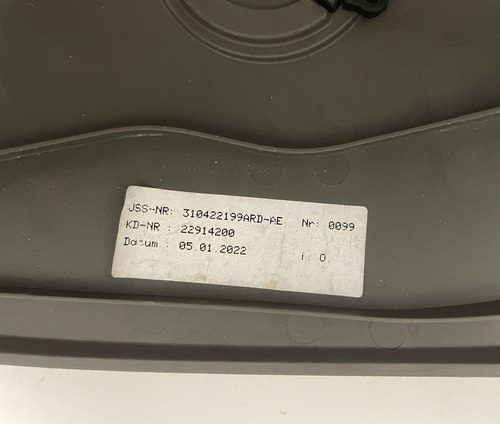 JSS-NR: 310422199ARD-AE Nr: 0099
KD-NR : 22914200
Datum : 05.01.2022 i. O.